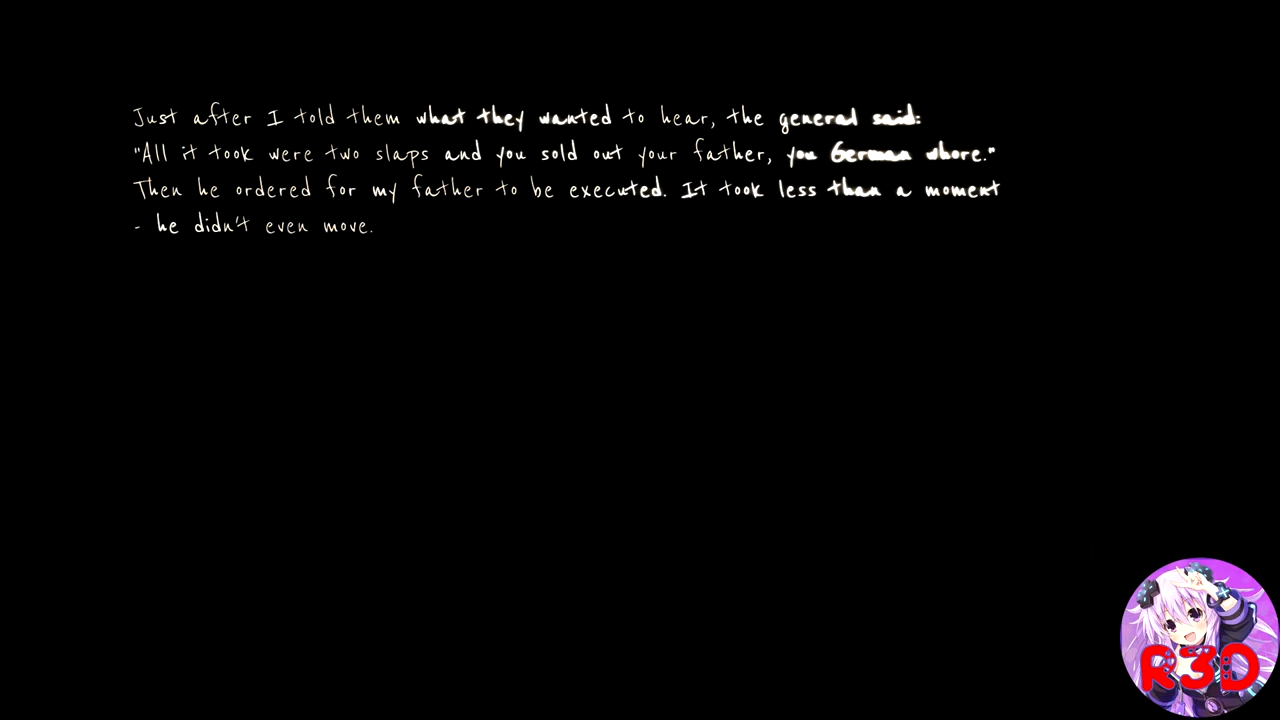 Just after I told them what they wanted to hear, the general said:
"All it took were two slaps and you sold out your father, you German whore."
Then he ordered for my father to be executed. It took less than a moment
- he didn't even move.
R3D